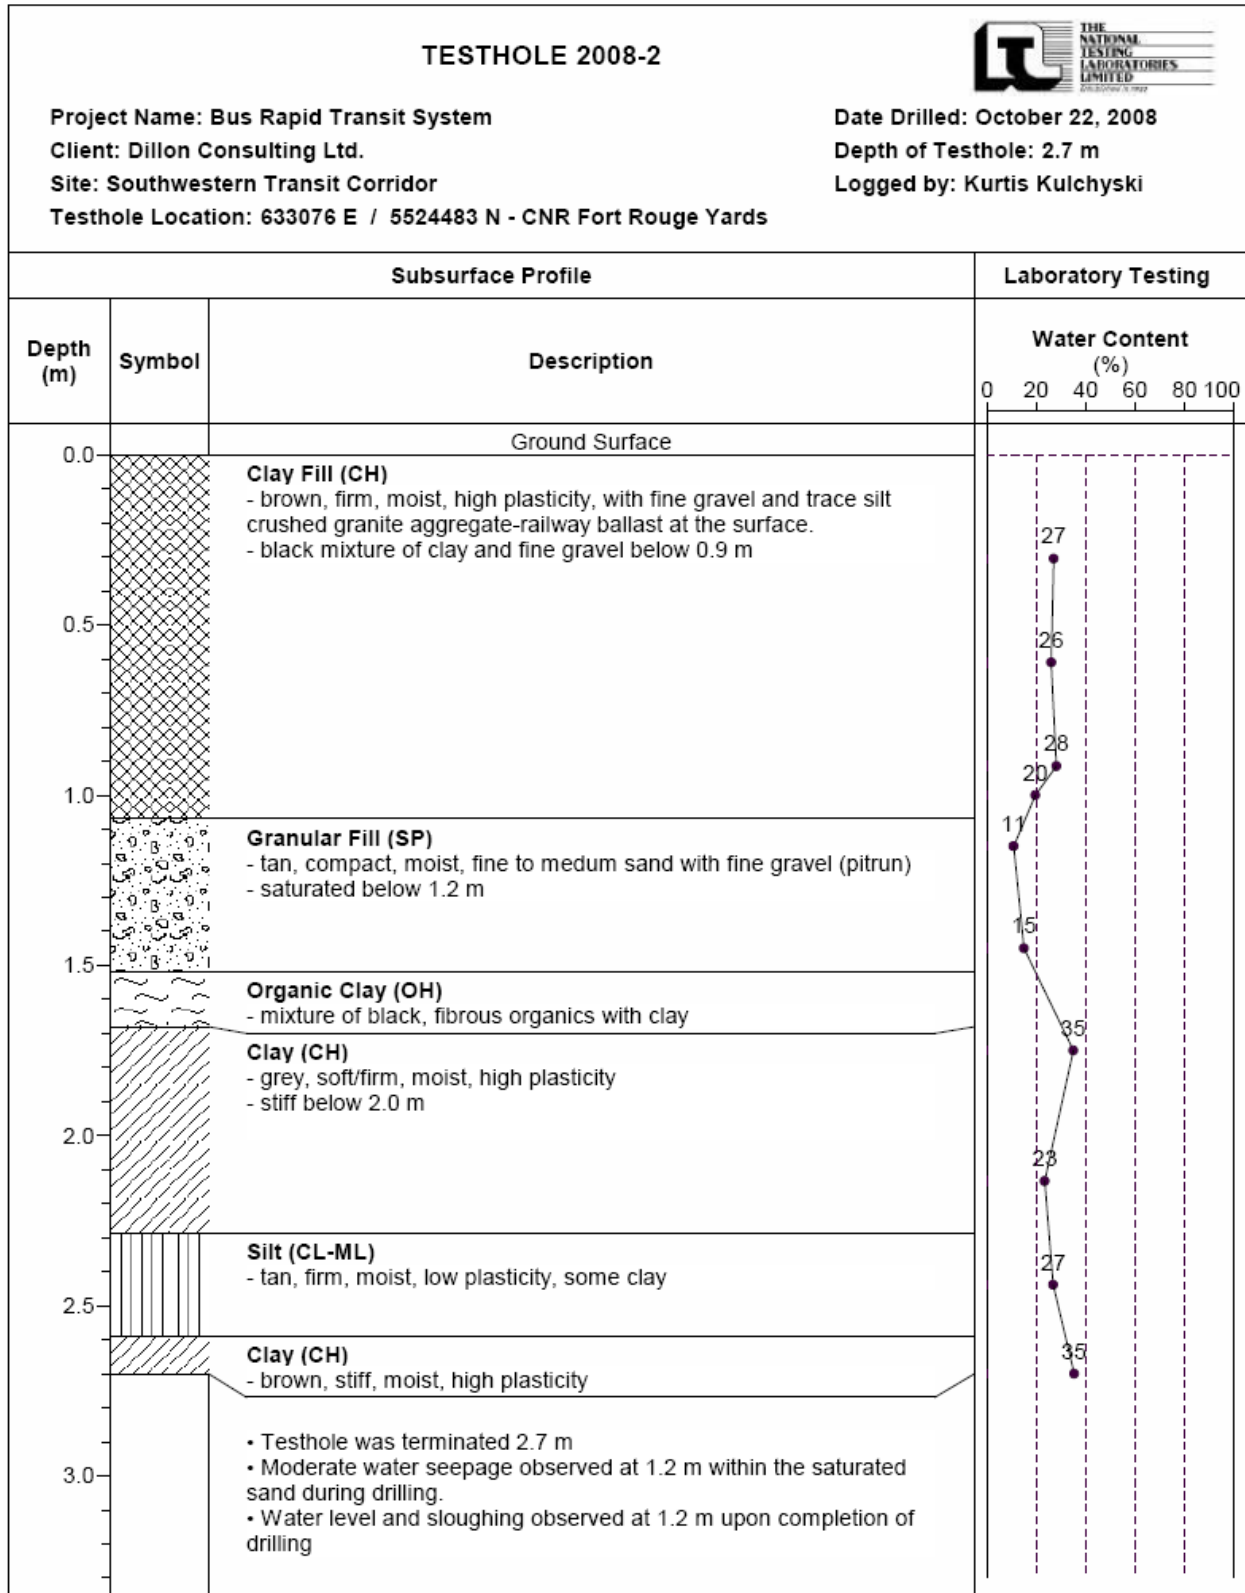 TESTHOLE 2008-2
THE
NATIONAL
TESTING
LABORATORIES
LIMITED
Project Name: Bus Rapid Transit System
Date Drilled: October 22, 2008
Client: Dillon Consulting Ltd.
Depth of Testhole: 2.7 m
Site: Southwestern Transit Corridor
Logged by: Kurtis Kulchyski
Testhole Location: 633076 E / 5524483 N - CNR Fort Rouge Yards
Subsurface Profile
Laboratory Testing
Depth
(m)
Symbol
Description
Water Content
(%)
0 20 40 60 80 100
Ground Surface
0.0
Clay Fill (CH)
- brown, firm, moist, high plasticity, with fine gravel and trace silt
crushed granite aggregate-railway ballast at the surface.
- black mixture of clay and fine gravel below 0.9 m
27
0.5
26
28
20
1.0
11
Granular Fill (SP)
- tan, compact, moist, fine to medum sand with fine gravel (pitrun)
- saturated below 1.2 m
15
1.5
Organic Clay (OH)
- mixture of black, fibrous organics with clay
35
Clay (CH)
- grey, soft/firm, moist, high plasticity
- stiff below 2.0 m
2.0
23
Silt (CL-ML)
- tan, firm, moist, low plasticity, some clay
27
2.5
Clay (CH)
- brown, stiff, moist, high plasticity
35
• Testhole was terminated 2.7 m
• Moderate water seepage observed at 1.2 m within the saturated
sand during drilling.
• Water level and sloughing observed at 1.2 m upon completion of
drilling
3.0